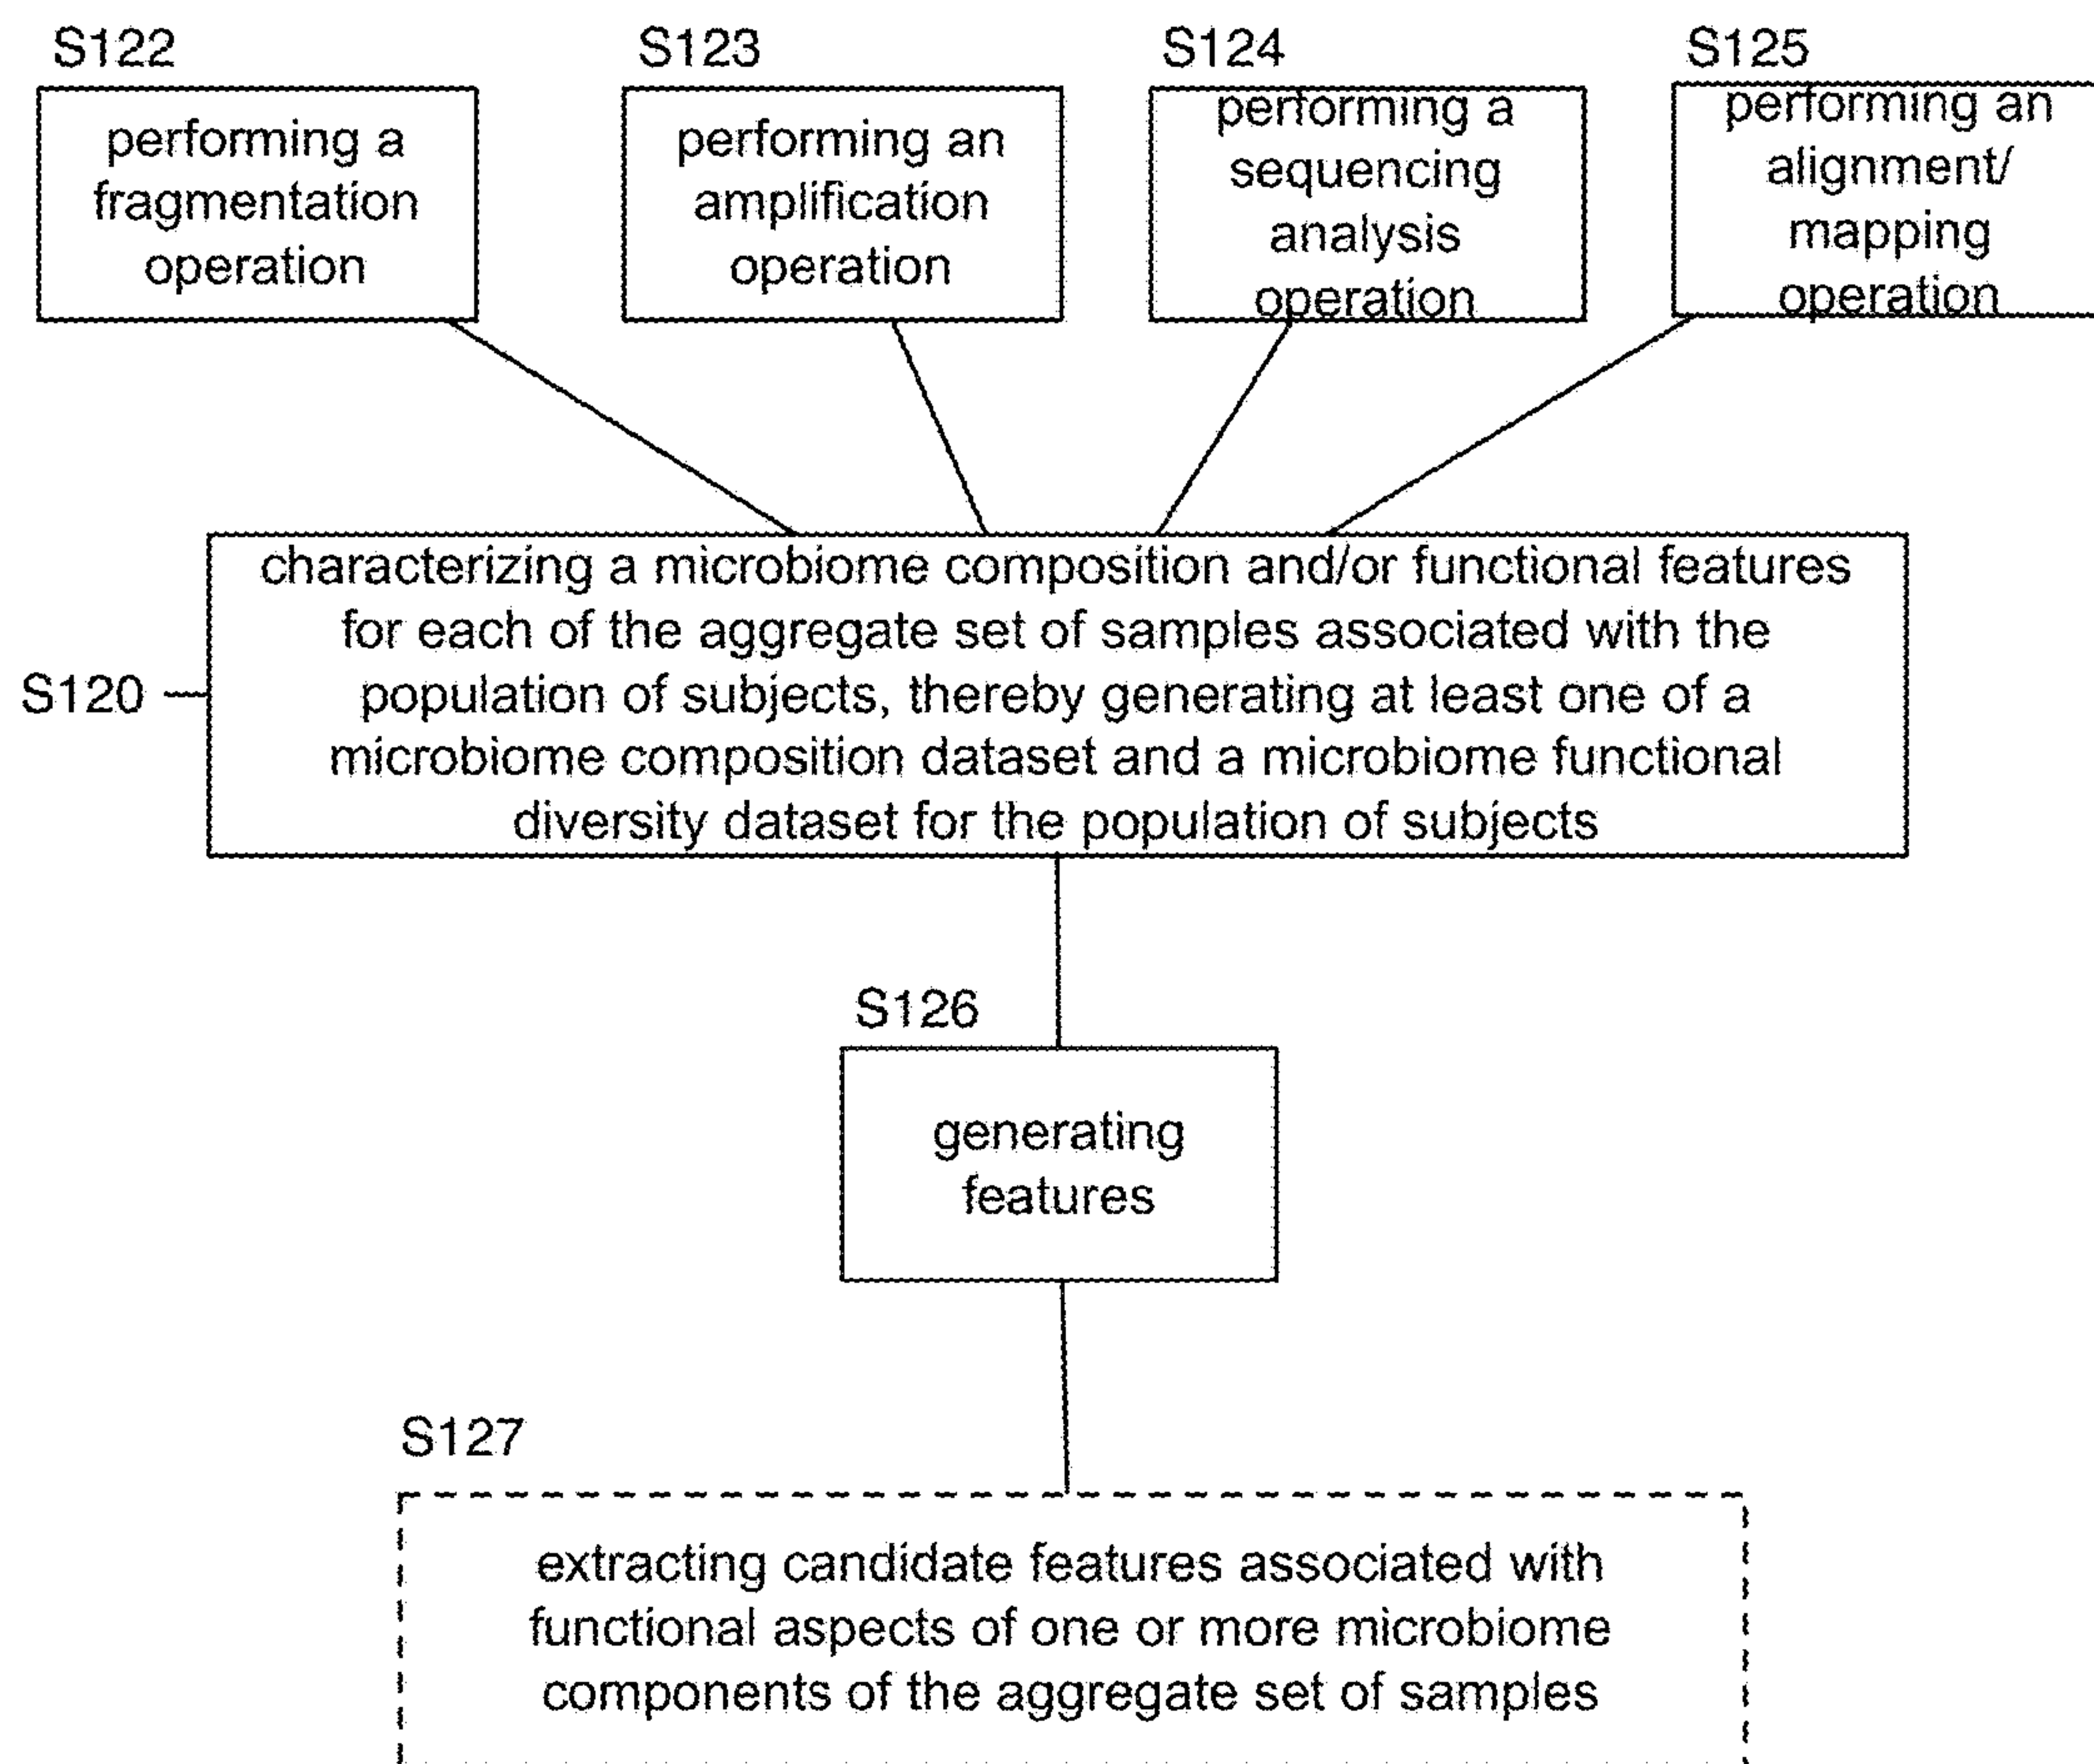 S122
performing a
fragmentation
operation
S123
performing an
amplification
operation
S124
performing a
sequencing
analysis
operation
S125
performing an
alignment/
mapping
operation
S120
characterizing a microbiome composition and/or functional features
for each of the aggregate set of samples associated with the
population of subjects, thereby generating at least one of a
microbiome composition dataset and a microbiome functional
diversity dataset for the population of subjects
S126
generating
features
S127
extracting candidate features associated with
functional aspects of one or more microbiome
components of the aggregate set of samples